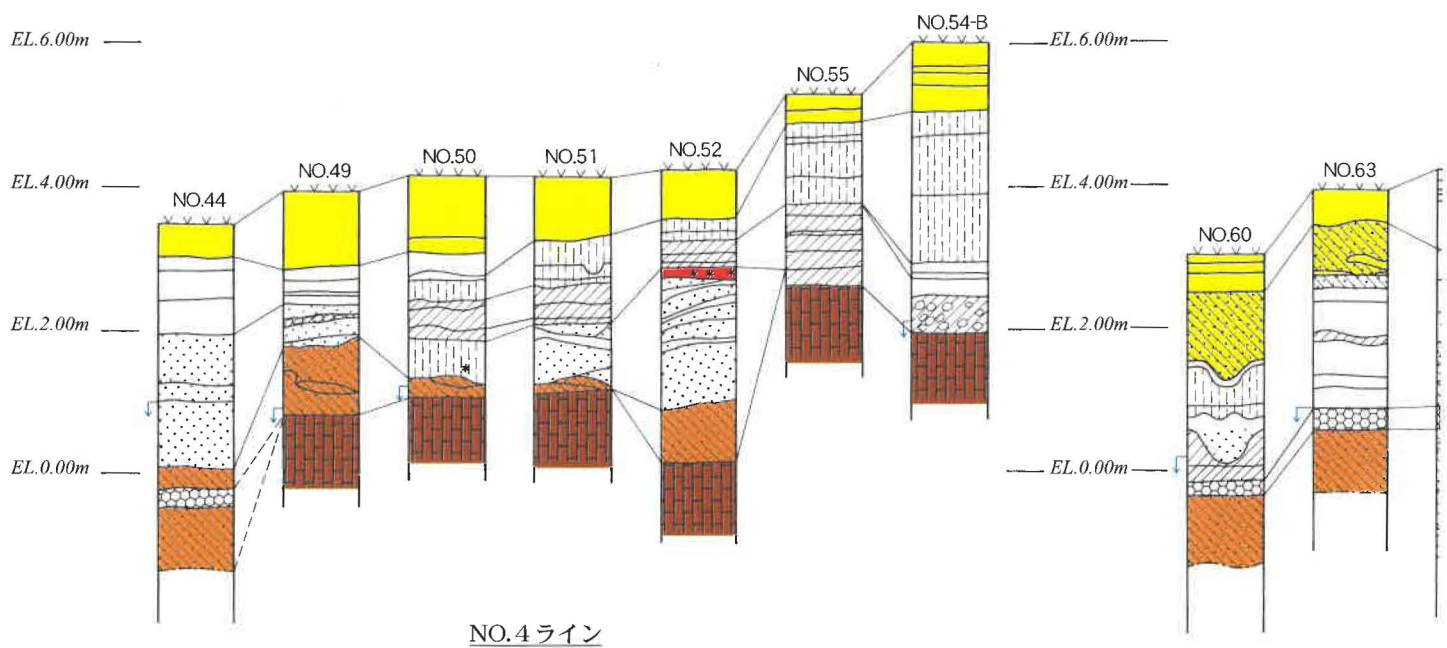 NO.54-B
EL.6.00m
EL.6.00m
NO.55
NO.50
NO.51
NO.52
NO.49
EL.4.00m
EL.4.00m
NO.63
NO.44
NO.60
EL.2.00m
EL.2.00m
EL.0.00m
EL.0.00m
NO.4ライン